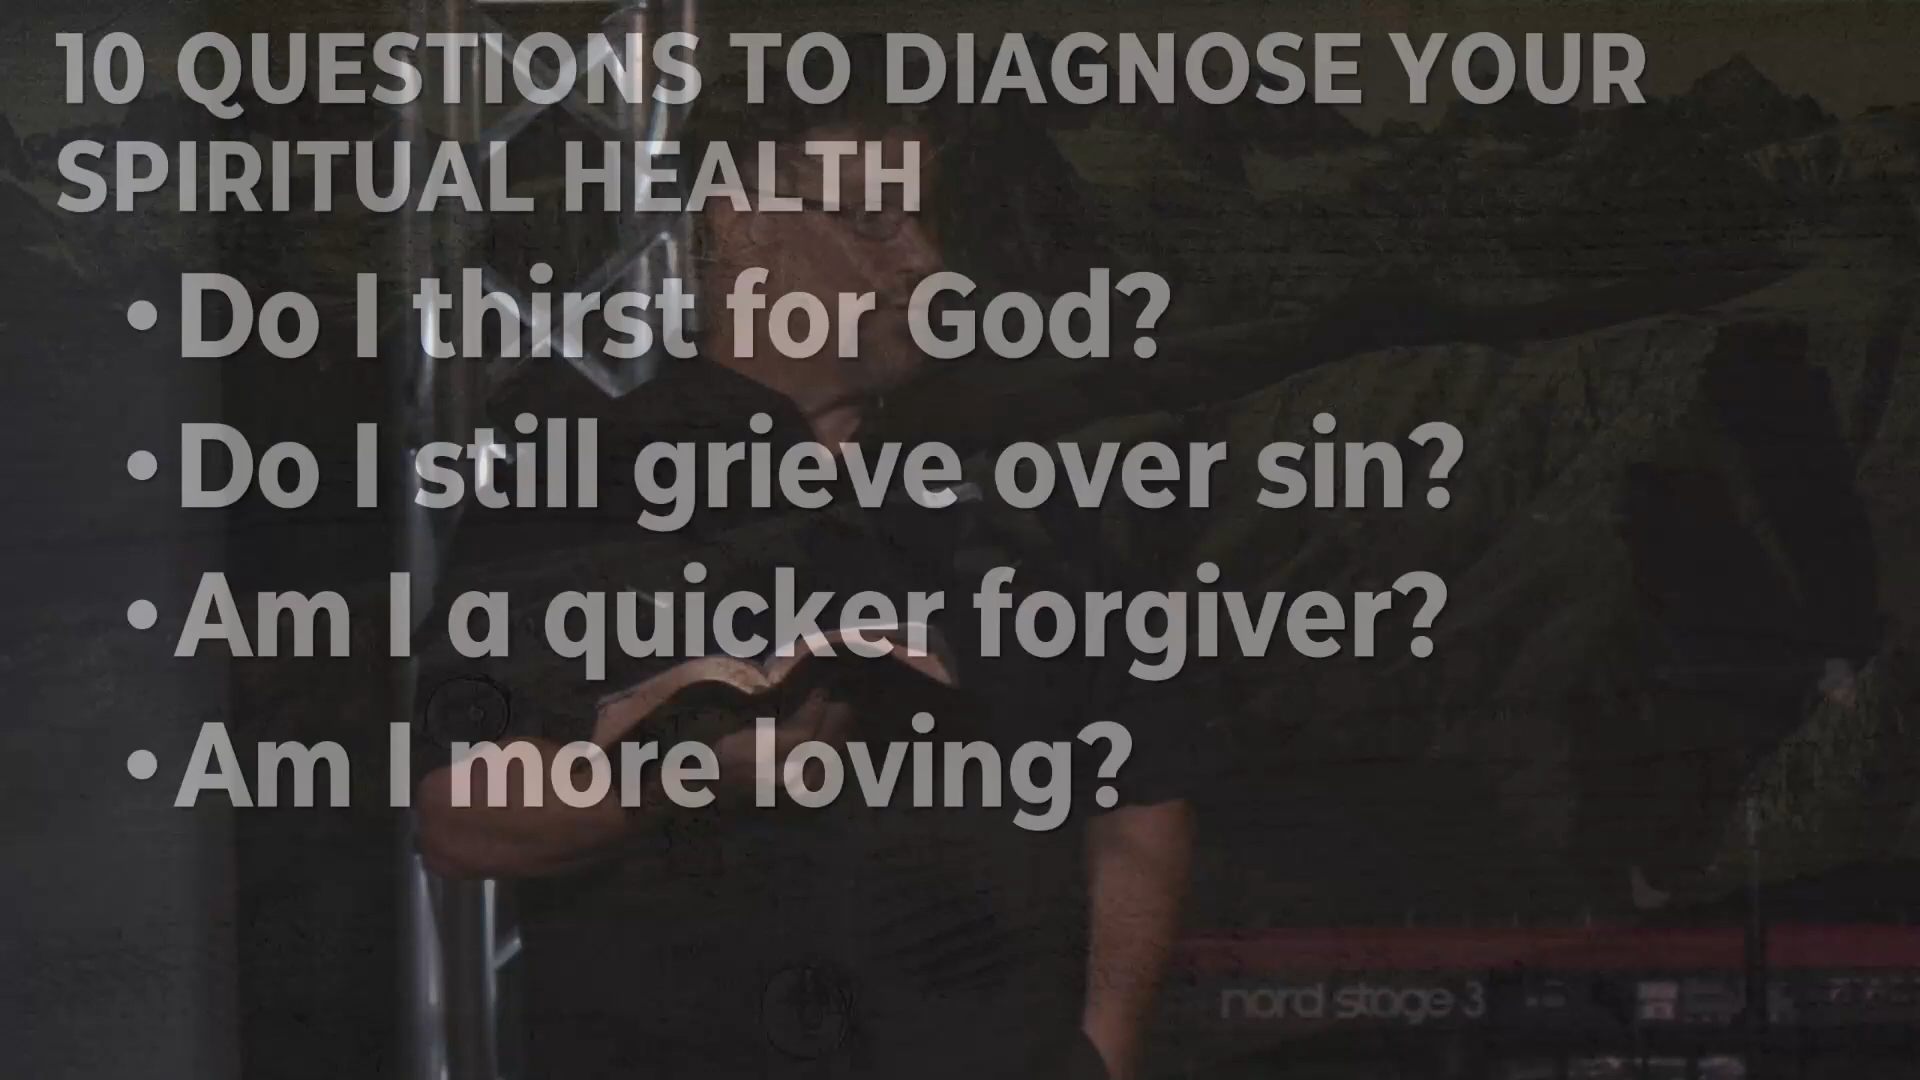 10 QUESTIONS TO DIAGNOSE YOUR
SPIRITUAL HEALTH
• Do I thirst for God?
• Do I still grieve over sin?
• Am I a quicker forgiver?
• Am I more loving?
nord stage 3